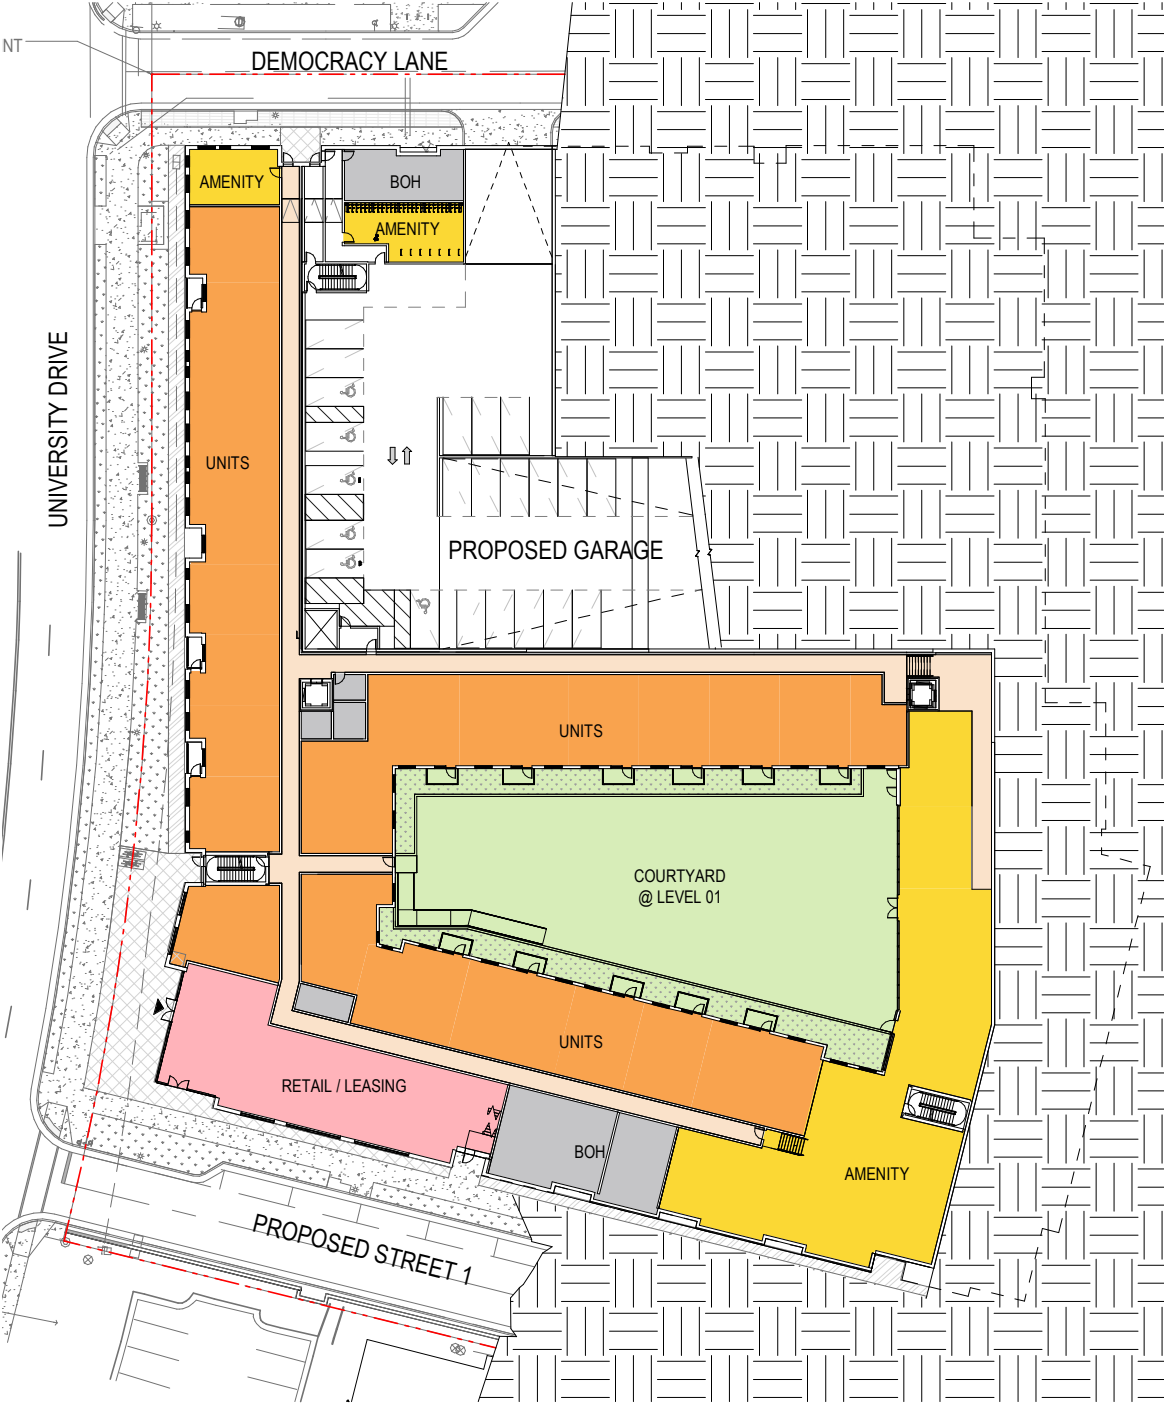 NT
DEMOCRACY LANE
AMENITY
BOH
AMENITY
UNIVERSITY DRIVE
UNITS
PROPOSED GARAGE
UNITS
COURTYARD
@ LEVEL 01
UNITS
RETAIL / LEASING
BOH
AMENITY
PROPOSED STREET 1